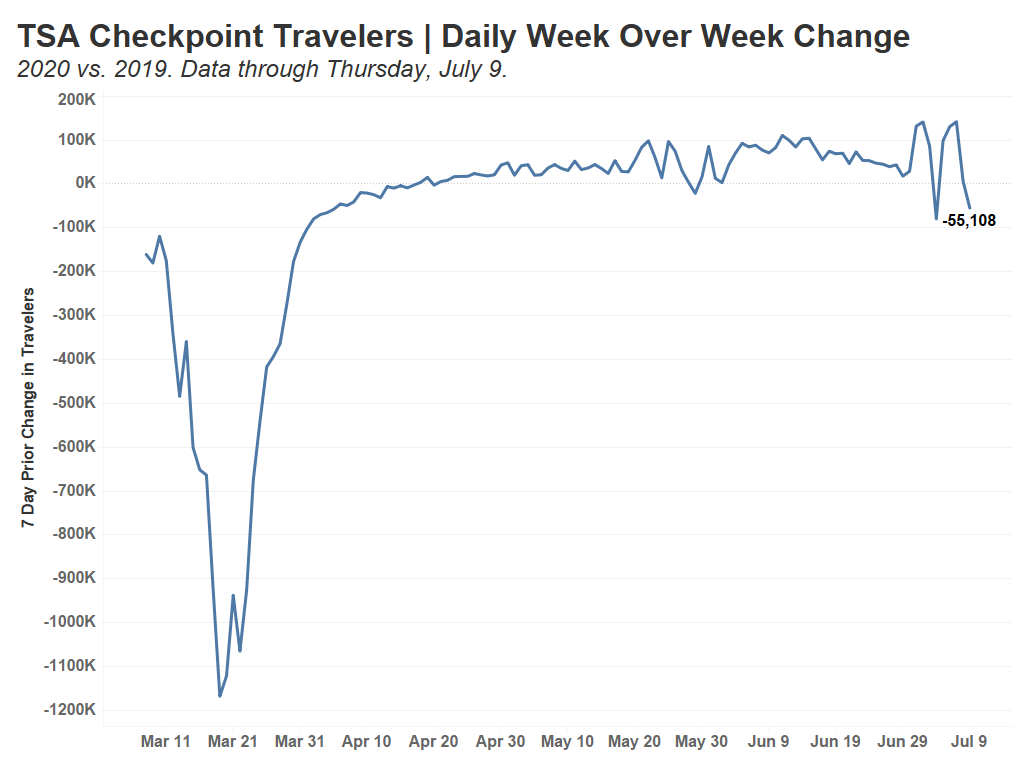 TSA Checkpoint Travelers | Daily Week Over Week Change
2020 vs. 2019. Data through Thursday, July 9.
7 Day Prior Change in Travelers
200K
100K
0K
-100K
-200K
-300K
-400K
-500K
-600K
-700K
-800K
-900K
-1000K
-1100K
-1200K
-55,108
Mar 11 Mar 21 Mar 31 Apr 10 Apr 20 Apr 30 May 10 May 20 May 30 Jun 9 Jun 19 Jun 29 Jul 9